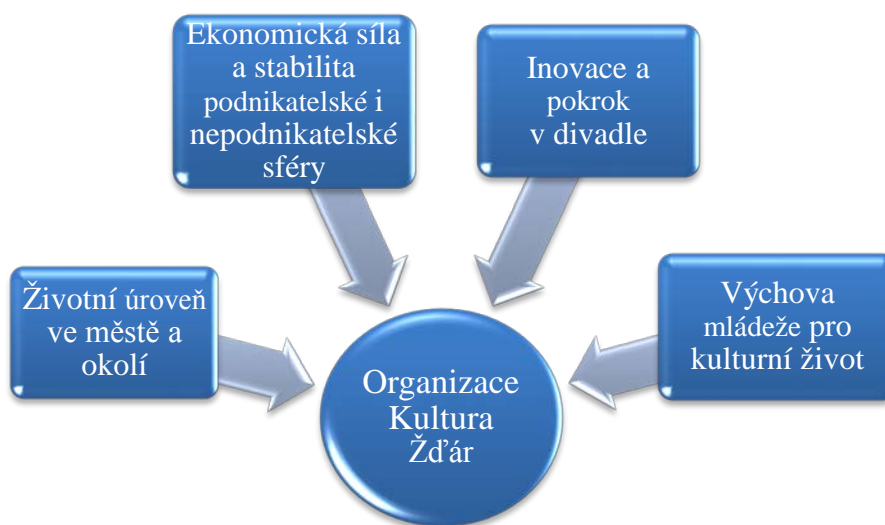 Ekonomická síla
a stabilita
podnikatelské i
nepodnikatelské
sféry
Inovace a
pokrok
v divadle
Životní úroveň
ve městě a
okolí
Výchova
mládeže pro
kulturní život
Organizace
Kultura
Žďár